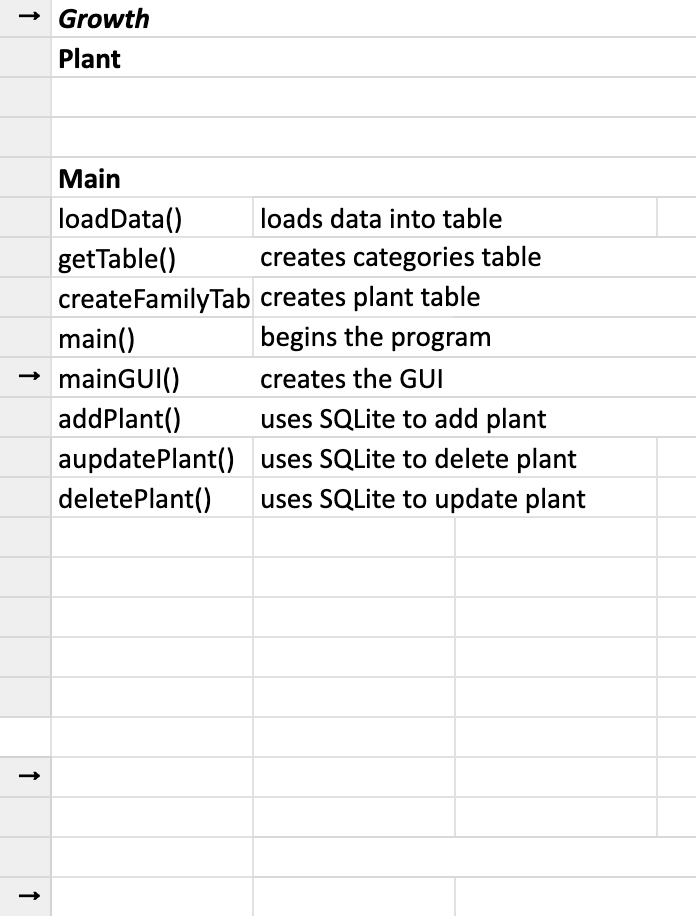 → Growth
Plant
Main
loadData() loads data into table
getTable() creates categories table
createFamilyTab creates plant table
main() begins the program
→ mainGUI() creates the GUI
addPlant() uses SQLite to add plant
aupdatePlant() uses SQLite to delete plant
deletePlant() uses SQLite to update plant
→
→